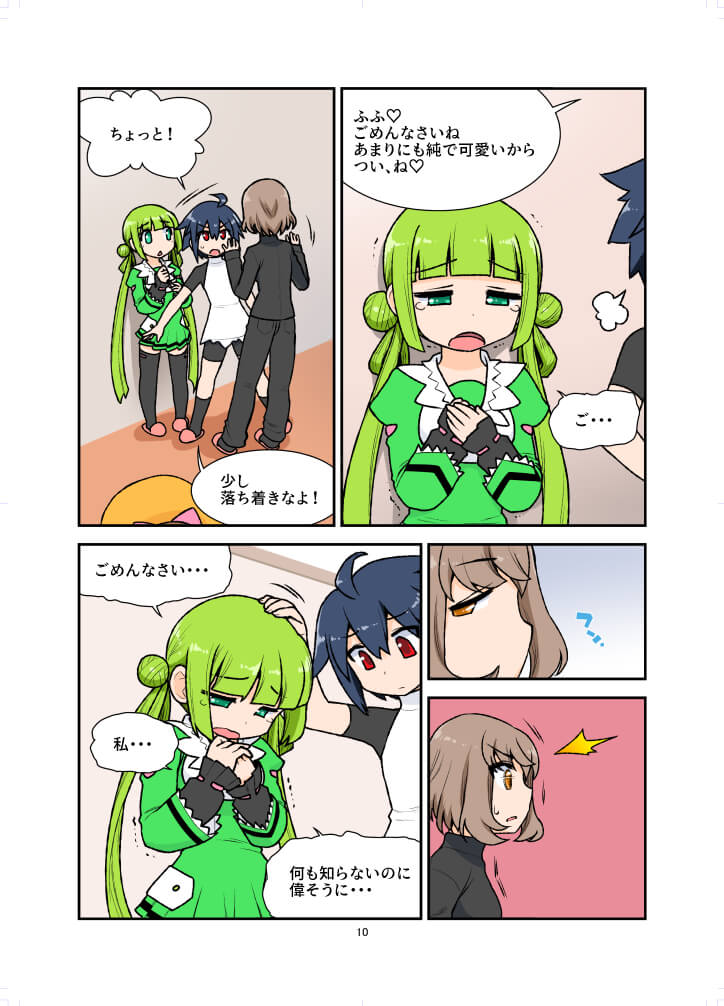 ちょっと!
少し
落ち着きなよ!
ふふ♡
ごめんなさいね
あまりにも純で可愛いから
つい、ね♡
ご・・・
ごめんなさい・・・
私・・・
何も知らないのに
偉そうに・・・
フッ…
10